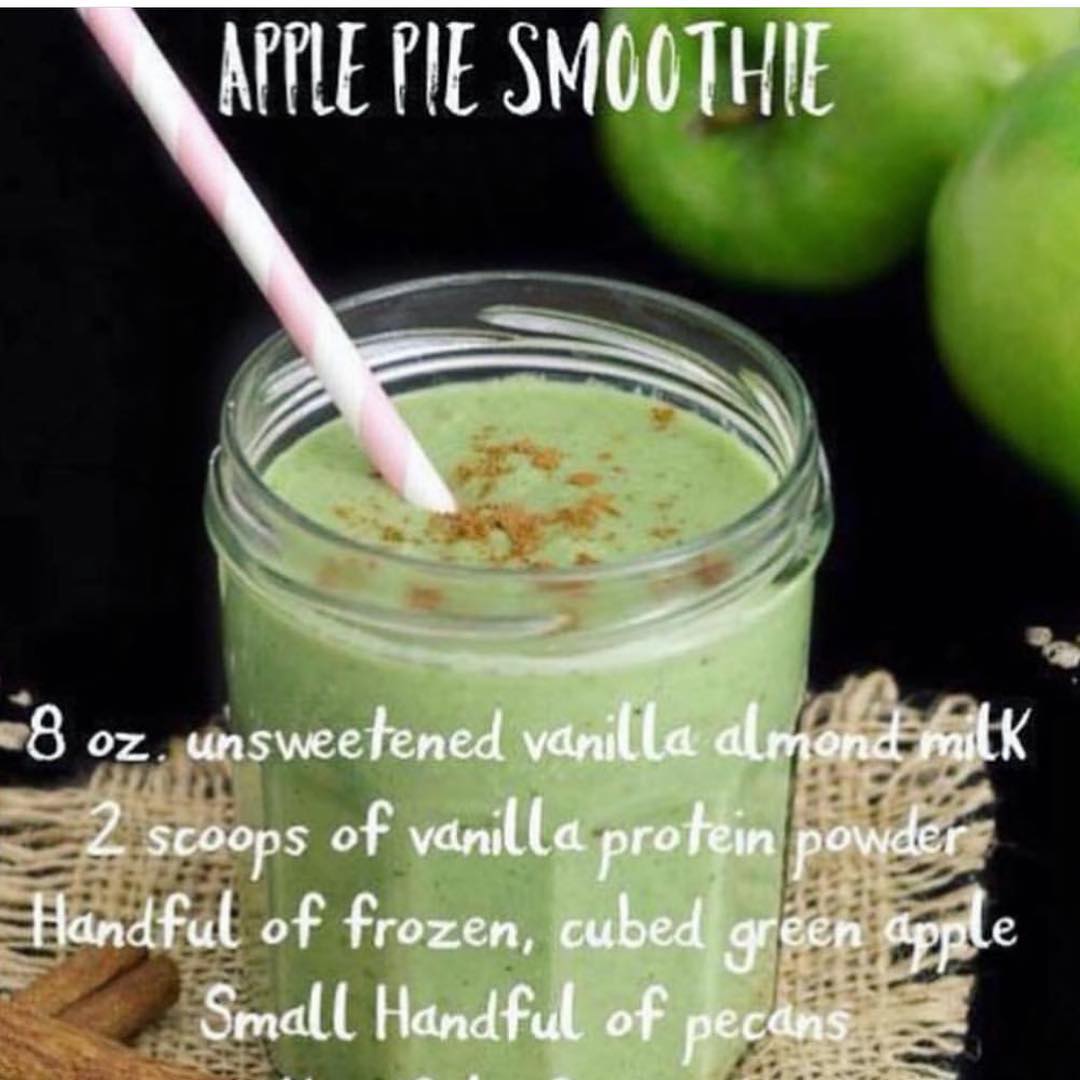 APPLE PIE SMOOTHIE
8 oz. unsweetened vanilla almond milk
2 scoops of vanilla protein powder
Handful of frozen, cubed green apple
Small Handful of pecans